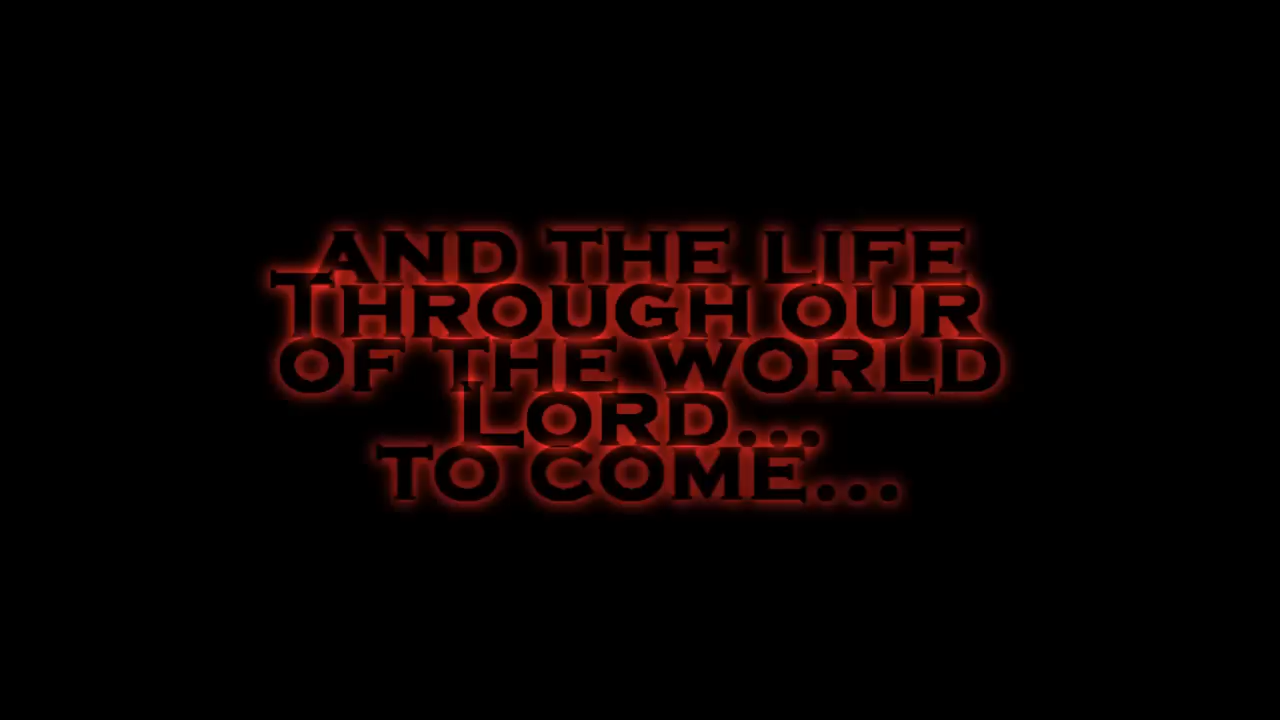 AND THE LIFE
THROUGH OUR
OF THE WORLD
LORD...
TO COME...